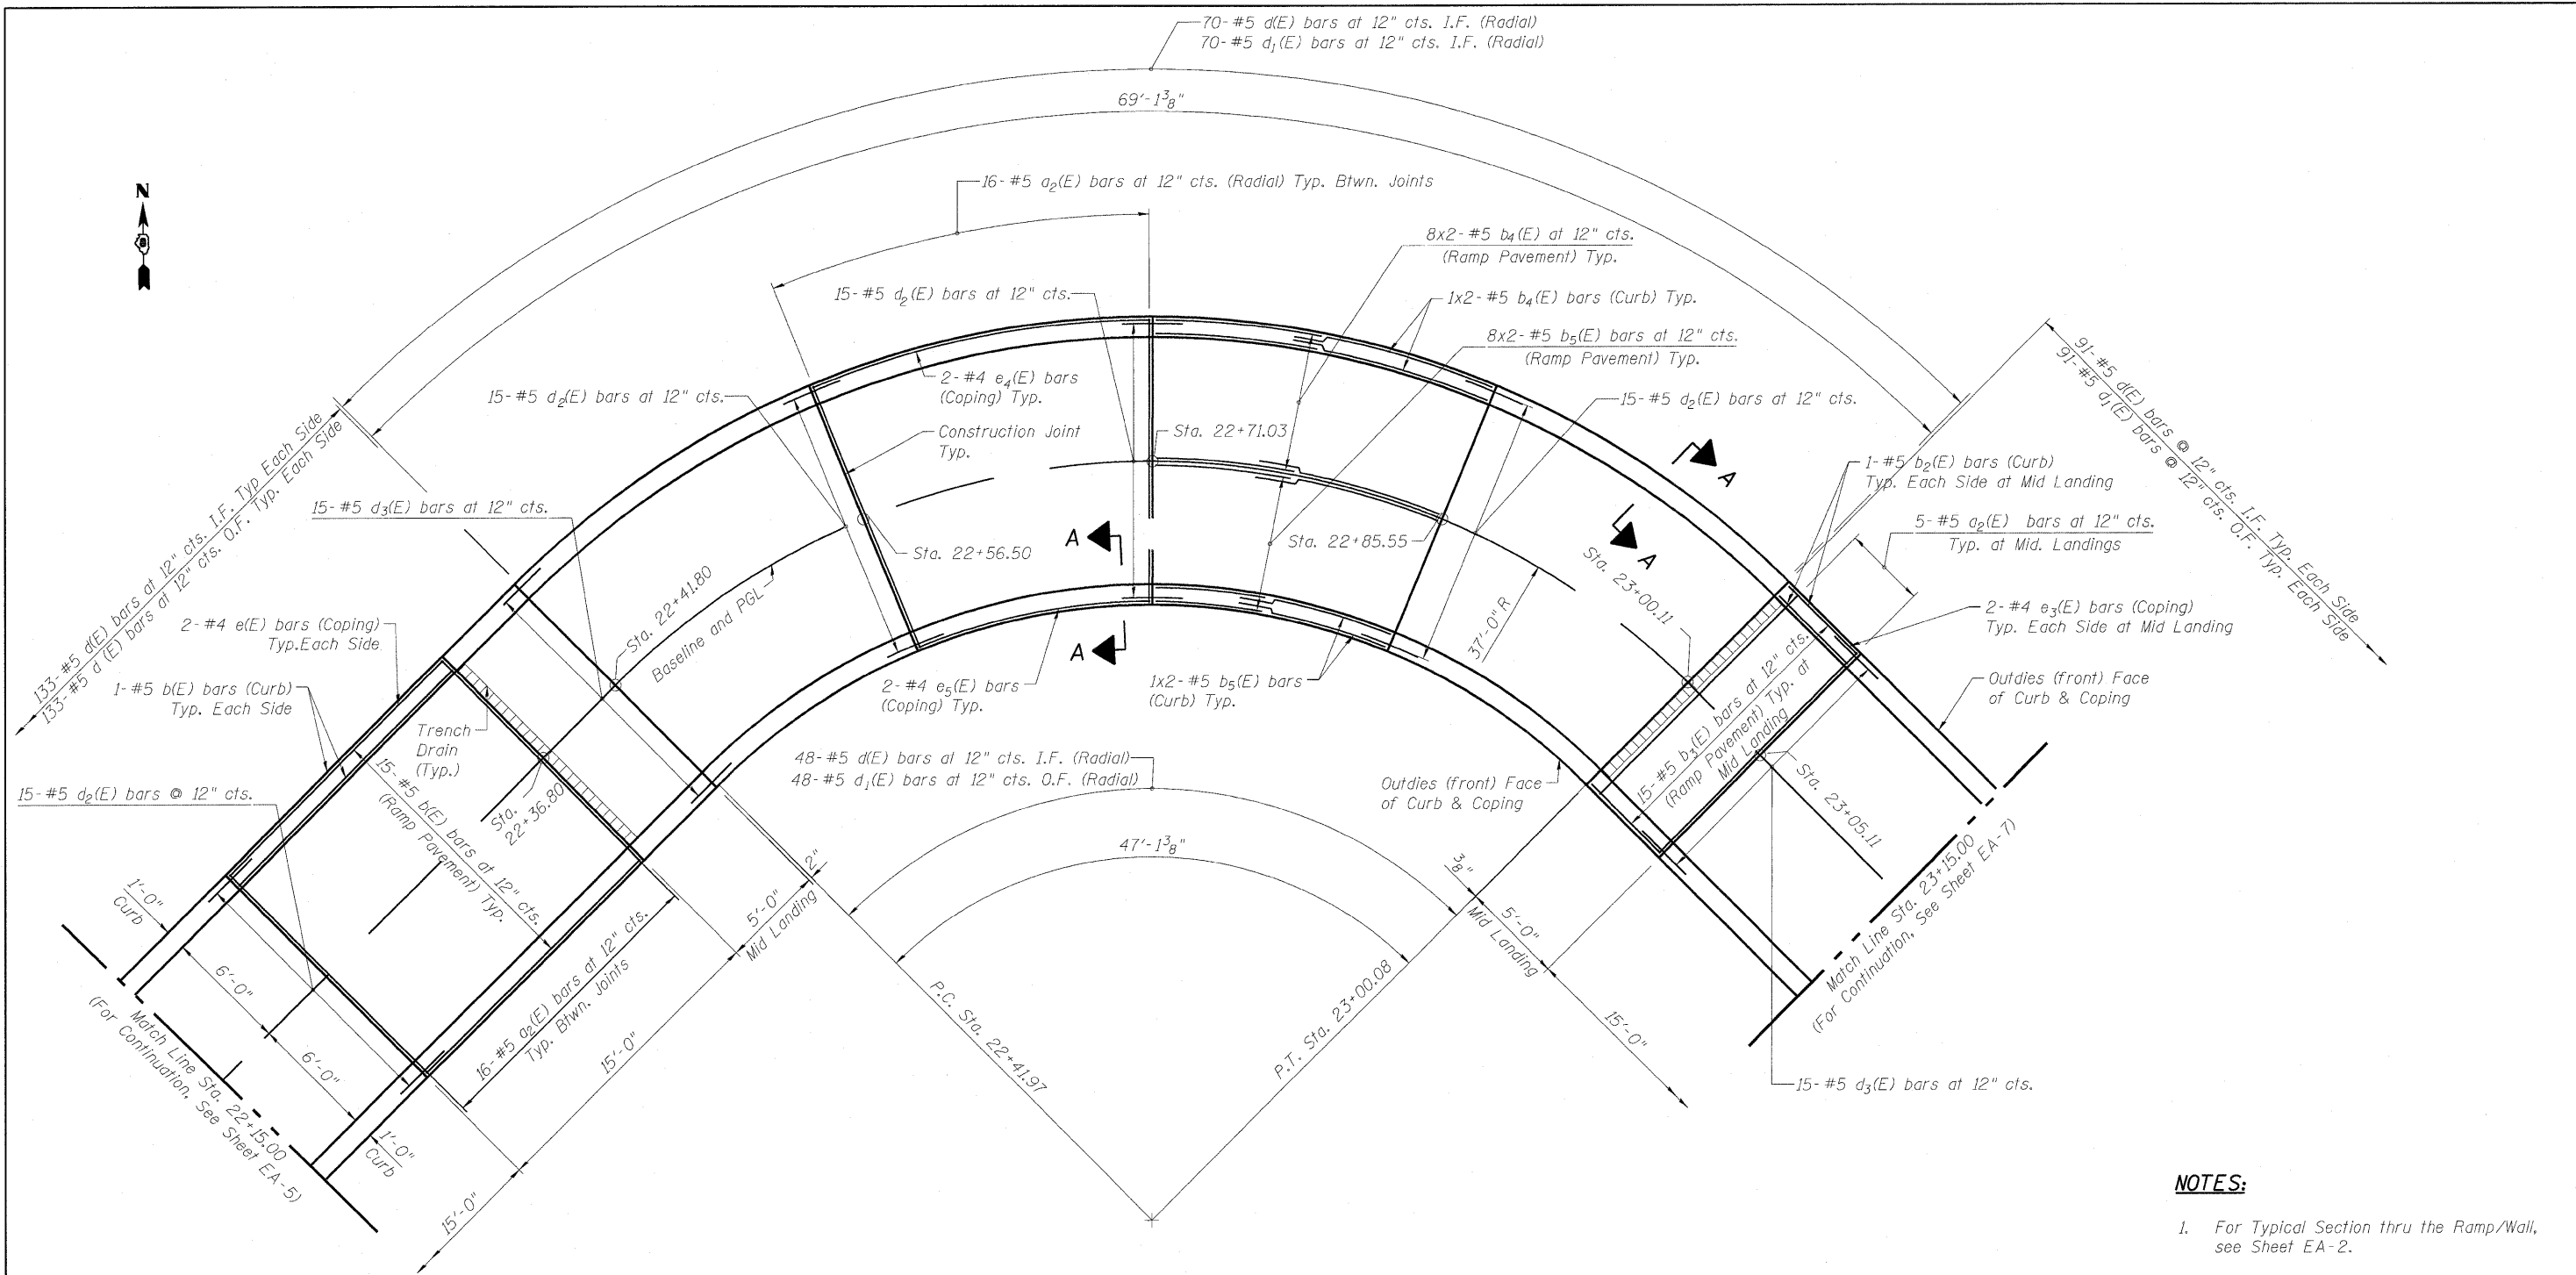 70- #5 d(E) bars at 12" cts. I.F. (Radial)
70- #5 d₁(E) bars at 12" cts. I.F. (Radial)
69'-1³⁄₈"
N
16- #5 a₂(E) bars at 12" cts. (Radial) Typ. Btwn. Joints
8x2- #5 b₄(E) at 12" cts.
(Ramp Pavement) Typ.
15- #5 d₂(E) bars at 12" cts.
1x2- #5 b₄(E) bars (Curb) Typ.
8x2- #5 b₅(E) bars at 12" cts.
(Ramp Pavement) Typ.
2- #4 e₄(E) bars
(Coping) Typ.
15- #5 d₂(E) bars at 12" cts.
15- #5 d₂(E) bars at 12" cts.
Construction Joint
Typ.
Sta. 22+71.03
91- #5 d(E) bars @ 12" cts. I.F. Typ. Each Side
91- #5 d₁(E) bars @ 12" cts. O.F. Typ. Each Side
133- #5 d(E) bars at 12" cts. I.F. Typ Each Side
133- #5 d (E) bars at 12" cts. O.F. Typ. Each Side
1- #5 b₂(E) bars (Curb)
Typ. Each Side at Mid Landing
15- #5 d₃(E) bars at 12" cts.
5- #5 a₂(E) bars at 12" cts.
Typ. at Mid. Landings
A
A
A
A
Sta. 22+56.50
Sta. 22+85.55
Sta. 22+41.80
Baseline and PGL
37'-0" R
Sta. 23+00.11
2- #4 e(E) bars (Coping)
Typ.Each Side
2- #4 e₃(E) bars (Coping)
Typ. Each Side at Mid Landing
1- #5 b(E) bars (Curb)
Typ. Each Side
2- #4 e₅(E) bars
(Coping) Typ.
1x2- #5 b₅(E) bars
(Curb) Typ.
Outdies (front) Face
of Curb & Coping
Trench
Drain
(Typ.)
15- #5 b(E) bars at 12" cts.
(Ramp Pavement) Typ.
Sta.
22+36.80
48- #5 d(E) bars at 12" cts. I.F. (Radial)
48- #5 d₁(E) bars at 12" cts. O.F. (Radial)
Outdies (front) Face
of Curb & Coping
15- #5 b₃(E) bars at 12" cts.
(Ramp Pavement) Typ. at
Mid Landing
Sta. 23+05.11
15- #5 d₂(E) bars @ 12" cts.
47'-1³⁄₈"
2"
³⁄₈"
5'-0"
Mid Landing
5'-0"
Mid Landing
1'-0"
Curb
6'-0"
6'-0"
1'-0"
Curb
16- #5 a₂(E) bars at 12" cts.
Typ. Btwn. Joints
15'-0"
15'-0"
15'-0"
P.C. Sta. 22+41.97
P.T. Sta. 23+00.08
Match Line Sta. 22+15.00
(For Continuation, See Sheet EA-5)
Match Line Sta. 23+15.00
(For Continuation, See Sheet EA-7)
15- #5 d₃(E) bars at 12" cts.
NOTES:
1. For Typical Section thru the Ramp/Wall,
see Sheet EA-2.